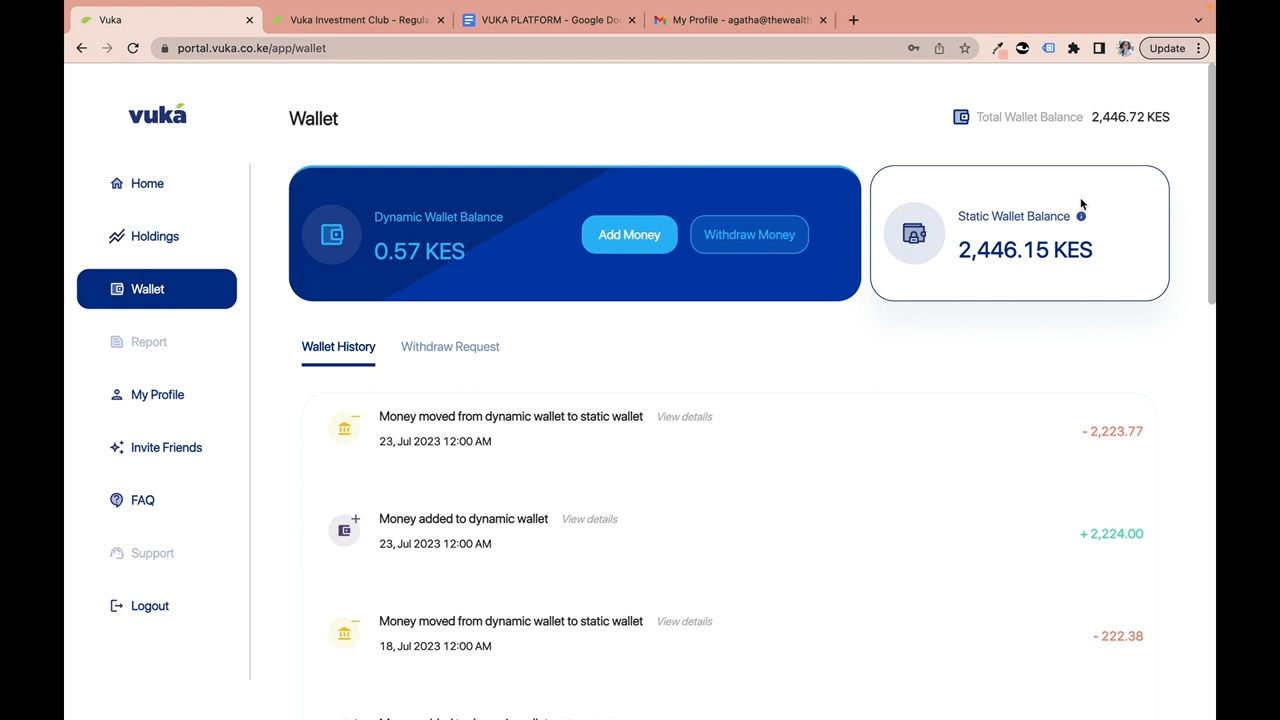 Vuka
Vuka Investment Club - Regula
VUKA PLATFORM - Google Do
My Profile - agatha@thewealth
portal.vuka.co.ke/app/wallet
Update
vuka
Wallet
Total Wallet Balance 2,446.72 KES
Home
Holdings
Wallet
Report
My Profile
Invite Friends
FAQ
Support
Logout
Dynamic Wallet Balance
0.57 KES
Add Money
Withdraw Money
Static Wallet Balance
2,446.15 KES
Wallet History
Withdraw Request
Money moved from dynamic wallet to static wallet View details
23, Jul 2023 12:00 AM
- 2,223.77
Money added to dynamic wallet View details
23, Jul 2023 12:00 AM
+ 2,224.00
Money moved from dynamic wallet to static wallet View details
18, Jul 2023 12:00 AM
- 222.38